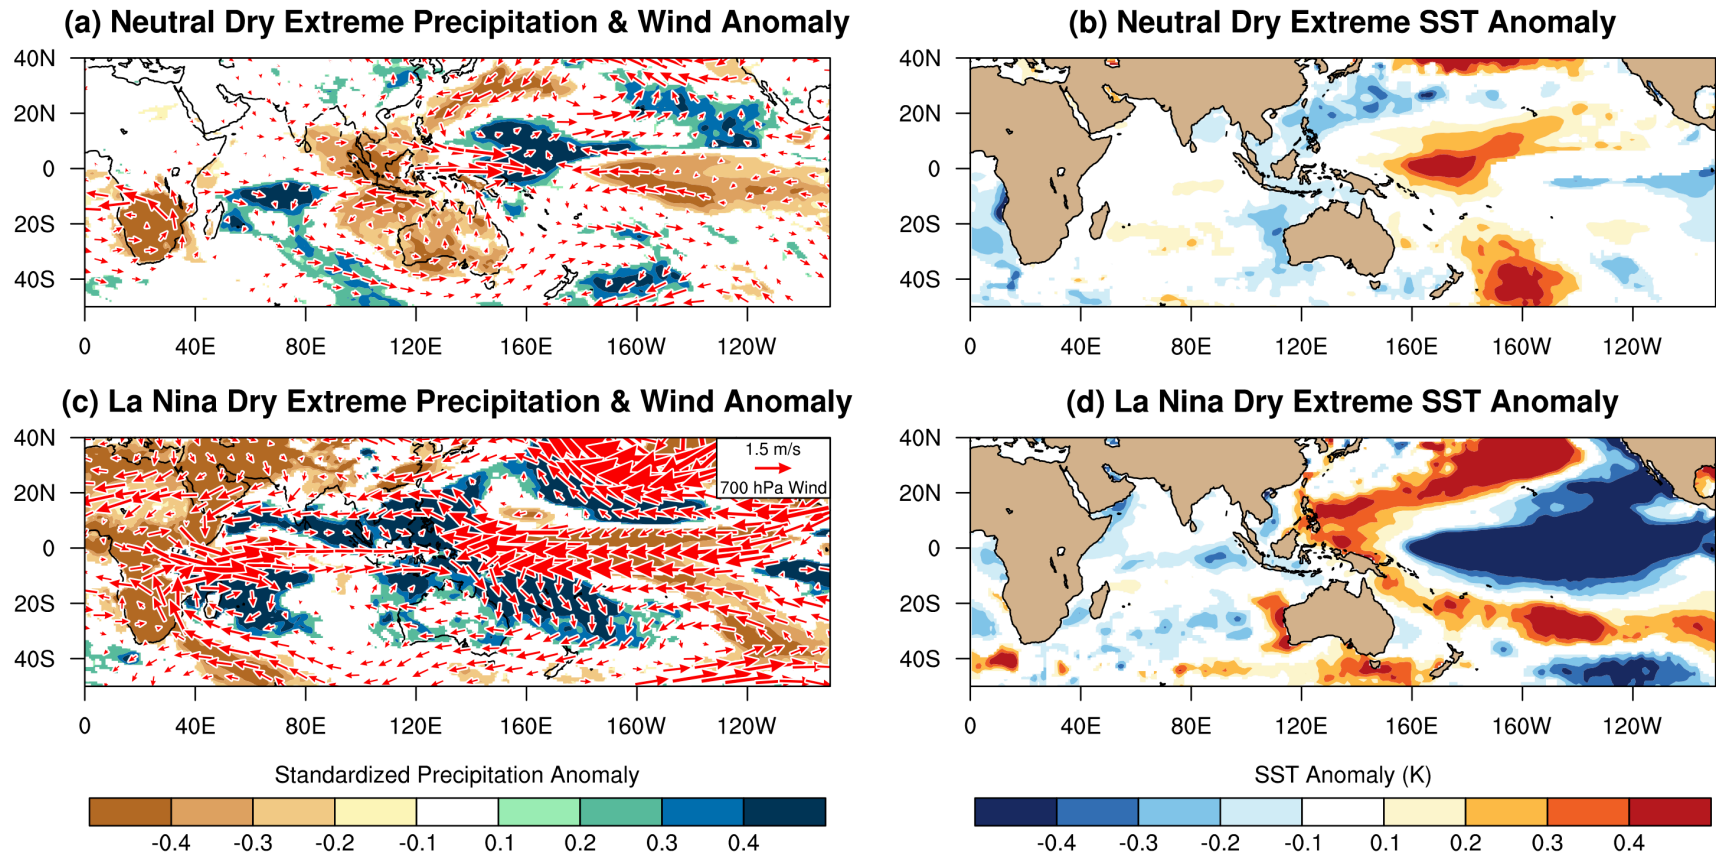 (a) Neutral Dry Extreme Precipitation & Wind Anomaly
(b) Neutral Dry Extreme SST Anomaly
40N
20N
0
20S
40S
0 40E 80E 120E 160E 160W 120W
40N
20N
0
20S
40S
0 40E 80E 120E 160E 160W 120W
(c) La Nina Dry Extreme Precipitation & Wind Anomaly
(d) La Nina Dry Extreme SST Anomaly
40N
20N
0
20S
40S
1.5 m/s
700 hPa Wind
0 40E 80E 120E 160E 160W 120W
40N
20N
0
20S
40S
0 40E 80E 120E 160E 160W 120W
Standardized Precipitation Anomaly
-0.4 -0.3 -0.2 -0.1 0.1 0.2 0.3 0.4
SST Anomaly (K)
-0.4 -0.3 -0.2 -0.1 0.1 0.2 0.3 0.4